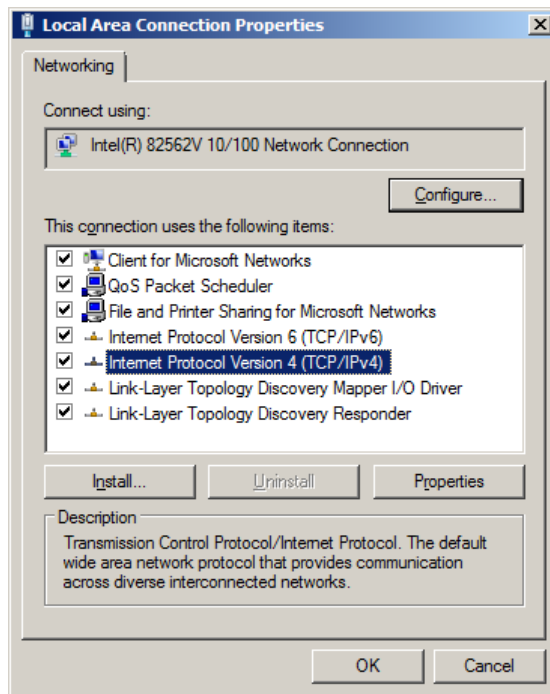 Local Area Connection Properties
Networking
Connect using:
Intel(R) 82562V 10/100 Network Connection
Configure...
This connection uses the following items:
Client for Microsoft Networks
QoS Packet Scheduler
File and Printer Sharing for Microsoft Networks
Internet Protocol Version 6 (TCP/IPv6)
Internet Protocol Version 4 (TCP/IPv4)
Link-Layer Topology Discovery Mapper I/O Driver
Link-Layer Topology Discovery Responder
Install... Uninstall Properties
Description
Transmission Control Protocol/Internet Protocol. The default
wide area network protocol that provides communication
across diverse interconnected networks.
OK Cancel